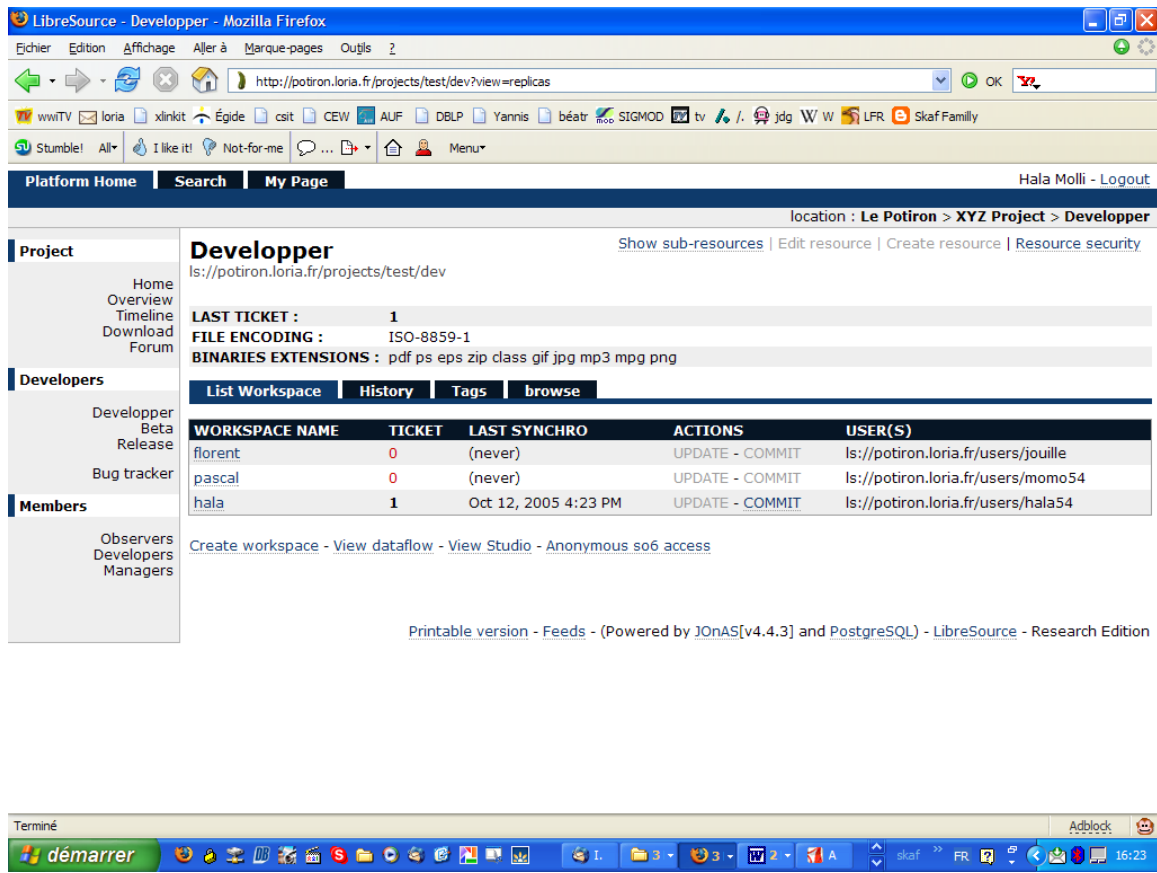 LibreSource - Developper - Mozilla Firefox
Fichier Edition Affichage Aller à Marque-pages Outils ?
http://potiron.loria.fr/projects/test/dev?view=replicas OK
wwiTV loria xlinkit Égide csit CEW AUF DBLP Yannis béatr SIGMOD tv /. jdg W LFR Skaf Familly
Stumble! All I like it! Not-for-me ... Menu
Platform Home Search My Page Hala Molli - Logout
location : Le Potiron > XYZ Project > Developper
Project
Home
Overview
Timeline
Download
Forum
Developers
Developper
Beta
Release
Bug tracker
Members
Observers
Developers
Managers
Developper
Show sub-resources | Edit resource | Create resource | Resource security
ls://potiron.loria.fr/projects/test/dev
LAST TICKET : 1
FILE ENCODING : ISO-8859-1
BINARIES EXTENSIONS : pdf ps eps zip class gif jpg mp3 mpg png
List Workspace History Tags browse
WORKSPACE NAME TICKET LAST SYNCHRO ACTIONS USER(S)
florent 0 (never) UPDATE - COMMIT ls://potiron.loria.fr/users/jouille
pascal 0 (never) UPDATE - COMMIT ls://potiron.loria.fr/users/momo54
hala 1 Oct 12, 2005 4:23 PM UPDATE - COMMIT ls://potiron.loria.fr/users/hala54
Create workspace - View dataflow - View Studio - Anonymous so6 access
Printable version - Feeds - (Powered by JOnAS[v4.4.3] and PostgreSQL) - LibreSource - Research Edition
Terminé Adblock
démarrer I. 3 3 2 A skaf » FR 16:23